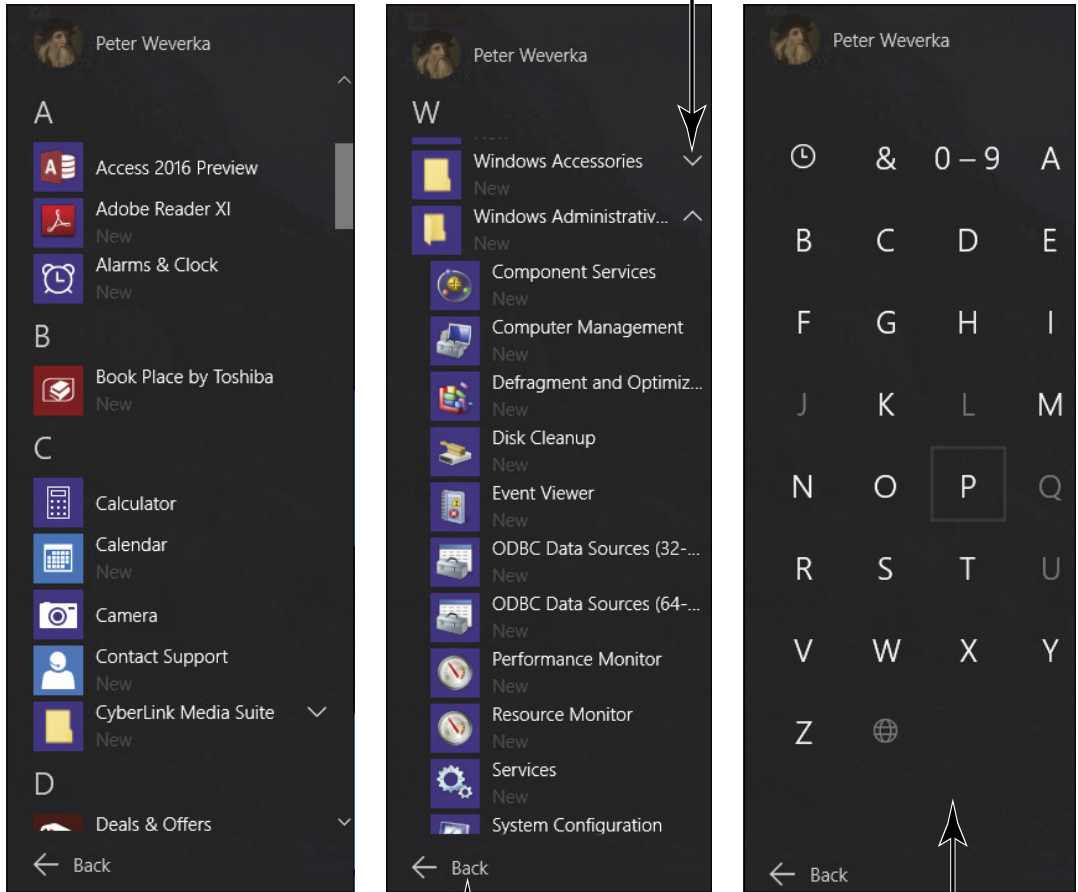 Peter Weverka
A
Access 2016 Preview
Adobe Reader XI
New
Alarms & Clock
New
B
Book Place by Toshiba
New
C
Calculator
Calendar
New
Camera
Contact Support
New
CyberLink Media Suite
New
D
Deals & Offers
Back
Peter Weverka
W
New
Windows Accessories
New
Windows Administrativ...
New
Component Services
New
Computer Management
New
Defragment and Optimiz...
New
Disk Cleanup
New
Event Viewer
New
ODBC Data Sources (32-...
New
ODBC Data Sources (64-...
New
Performance Monitor
New
Resource Monitor
New
Services
New
System Configuration
Back
Peter Weverka
& 0 – 9 A
B C D E
F G H I
J K L M
N O P Q
R S T U
V W X Y
Z
Back